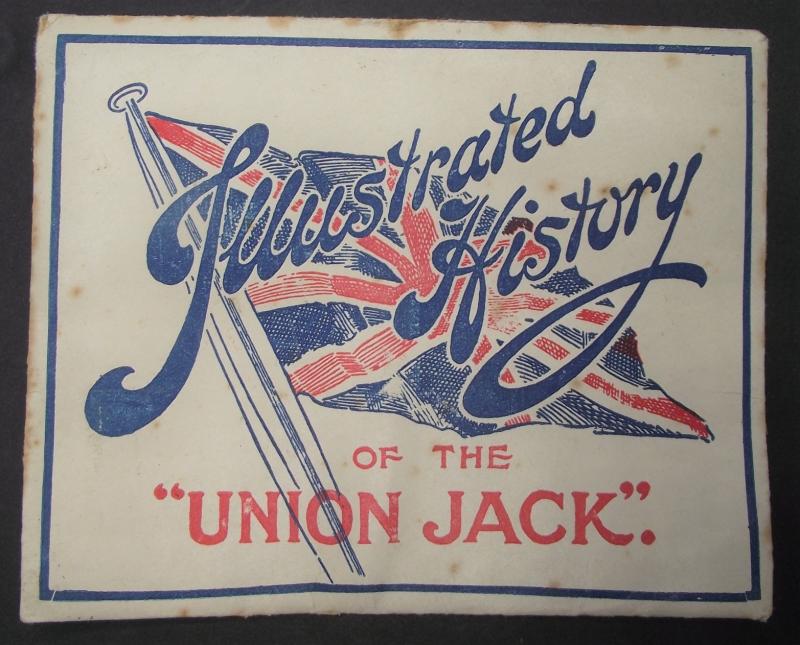 Illustrated
History
OF THE
"UNION JACK".